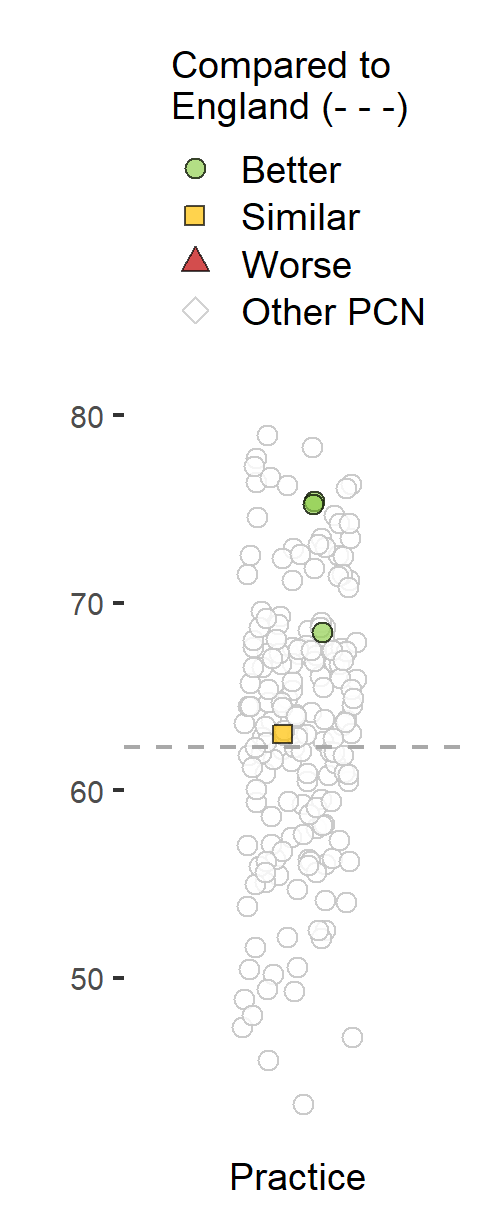 Compared to
England (- - -)
Better
Similar
Worse
Other PCN
80
70
60
50
Practice